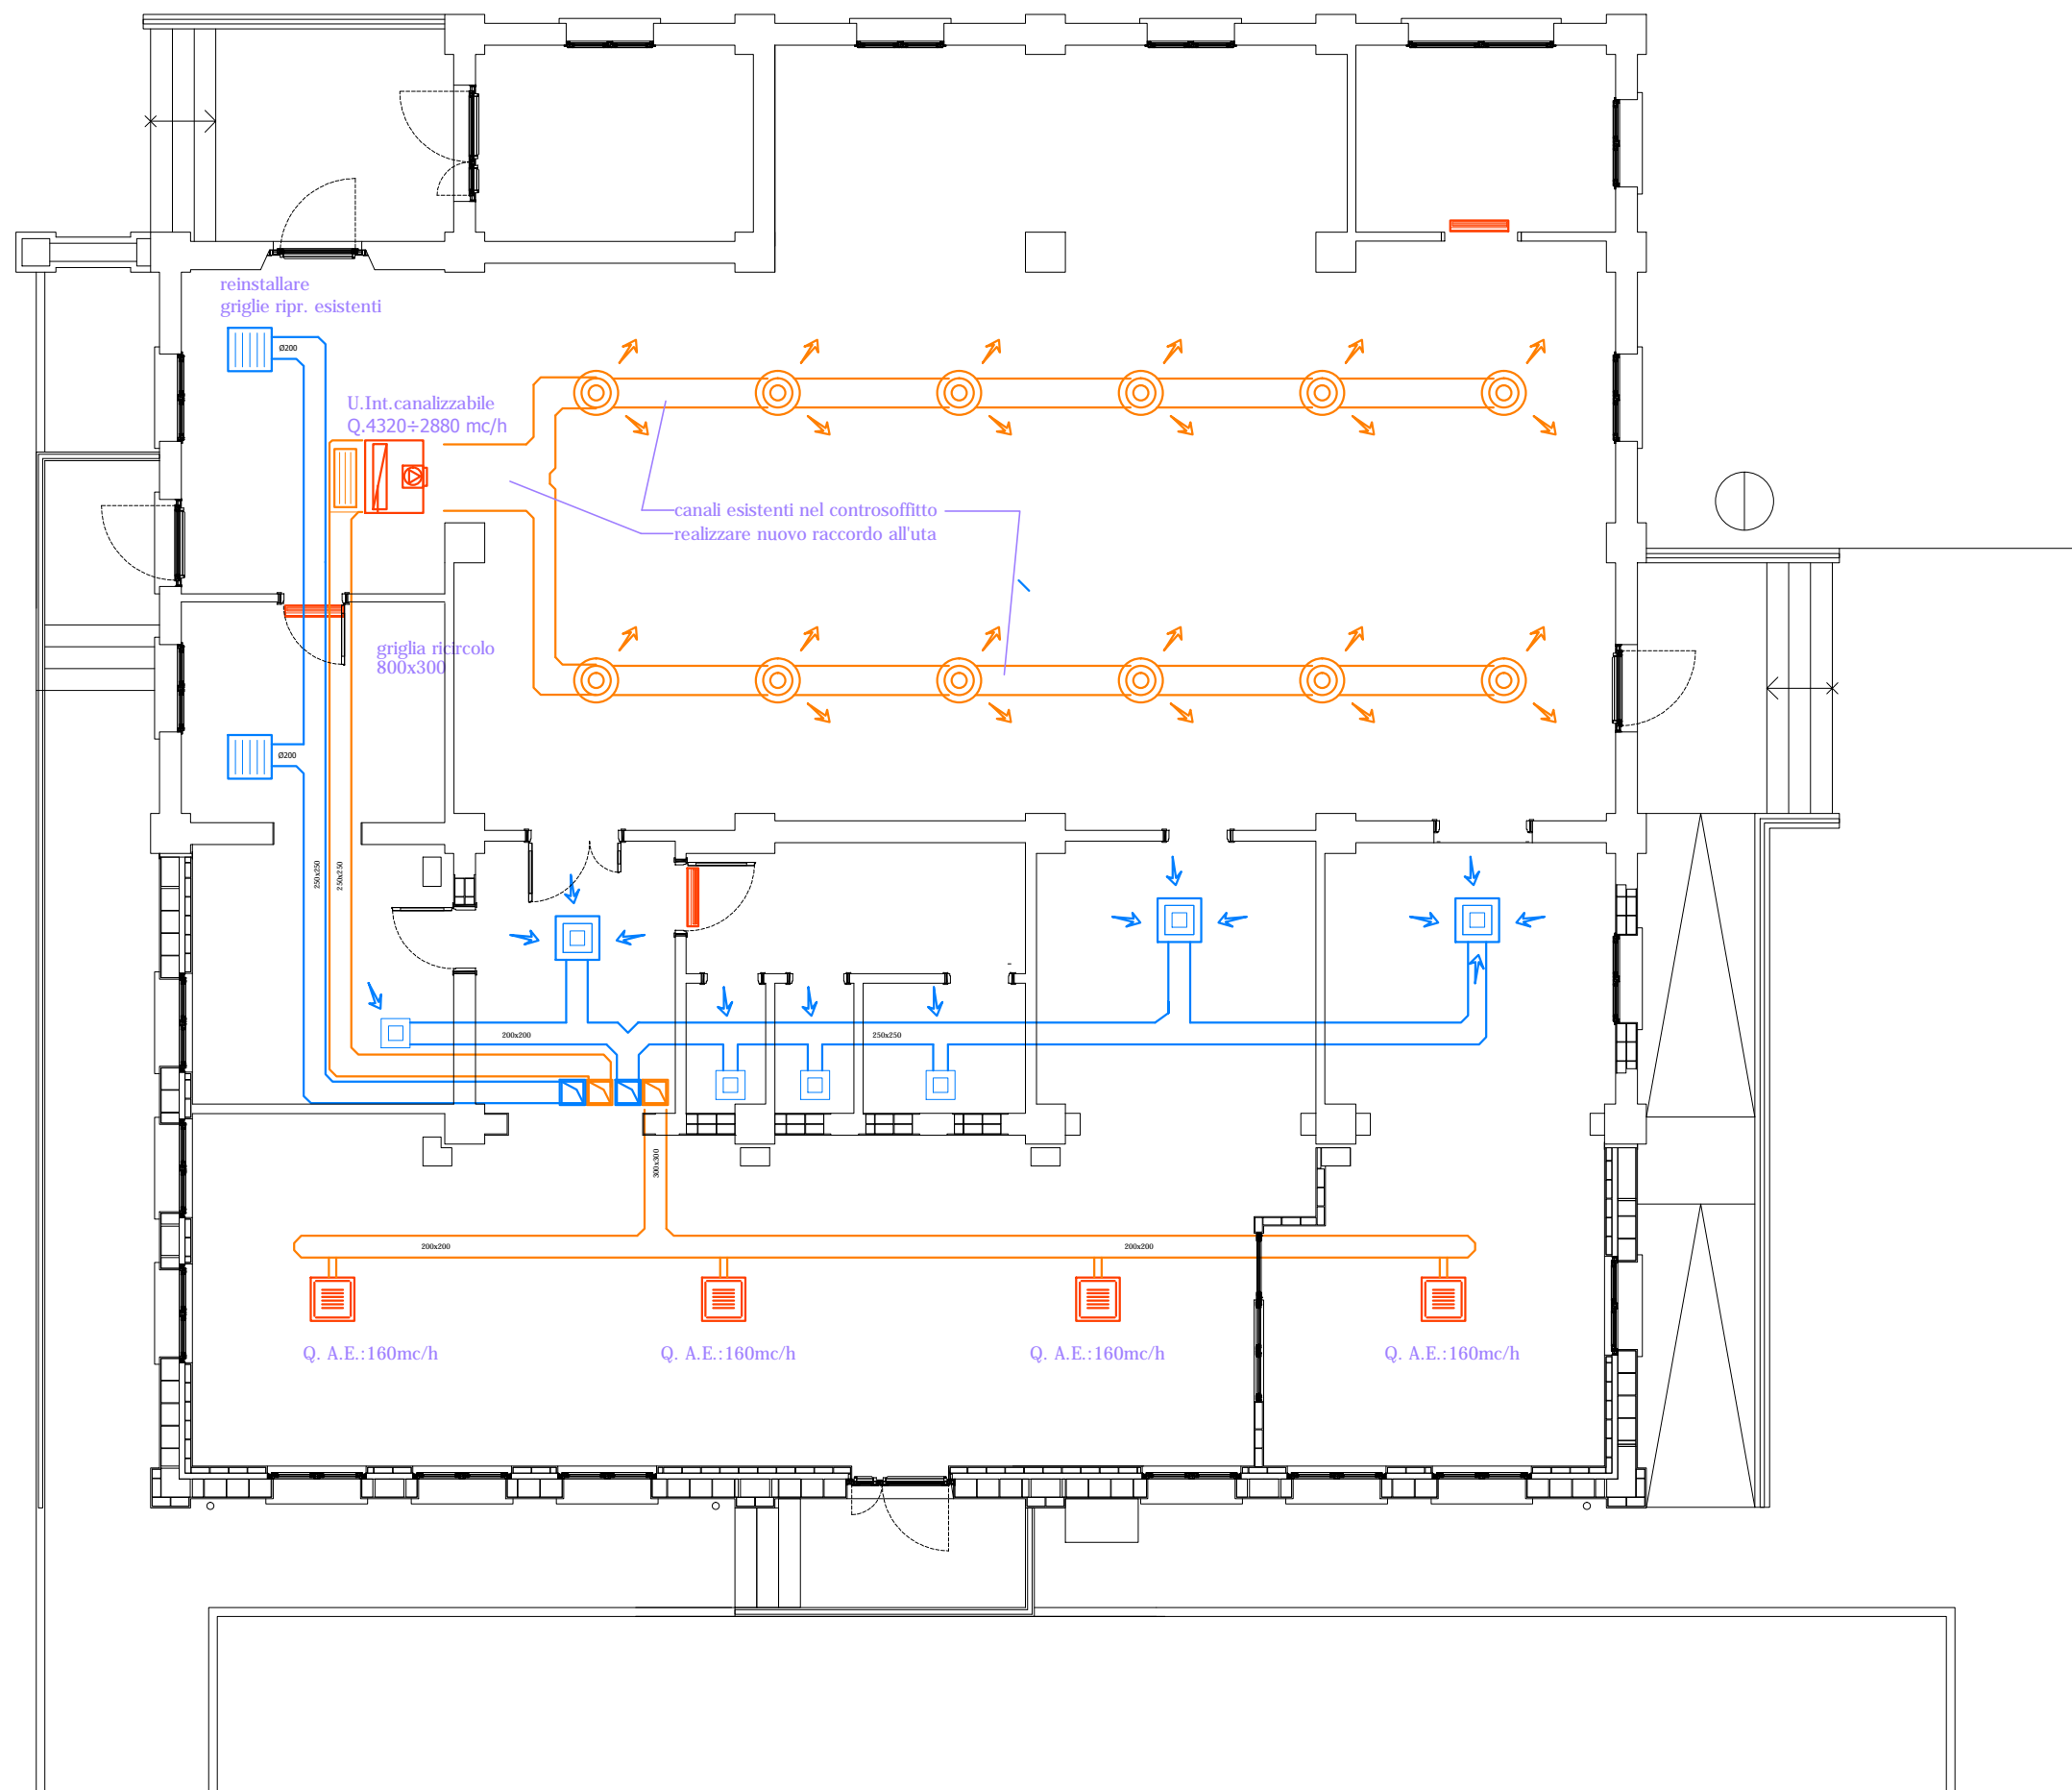 reinstallare
griglie ripr. esistenti
Ø200
U.Int.canalizzabile
Q.4320÷2880 mc/h
canali esistenti nel controsoffitto
realizzare nuovo raccordo all'uta
griglia ricircolo
800x300
Ø200
250x250
250x250
200x200
250x250
300x300
200x200
200x200
Q. A.E.:160mc/h
Q. A.E.:160mc/h
Q. A.E.:160mc/h
Q. A.E.:160mc/h